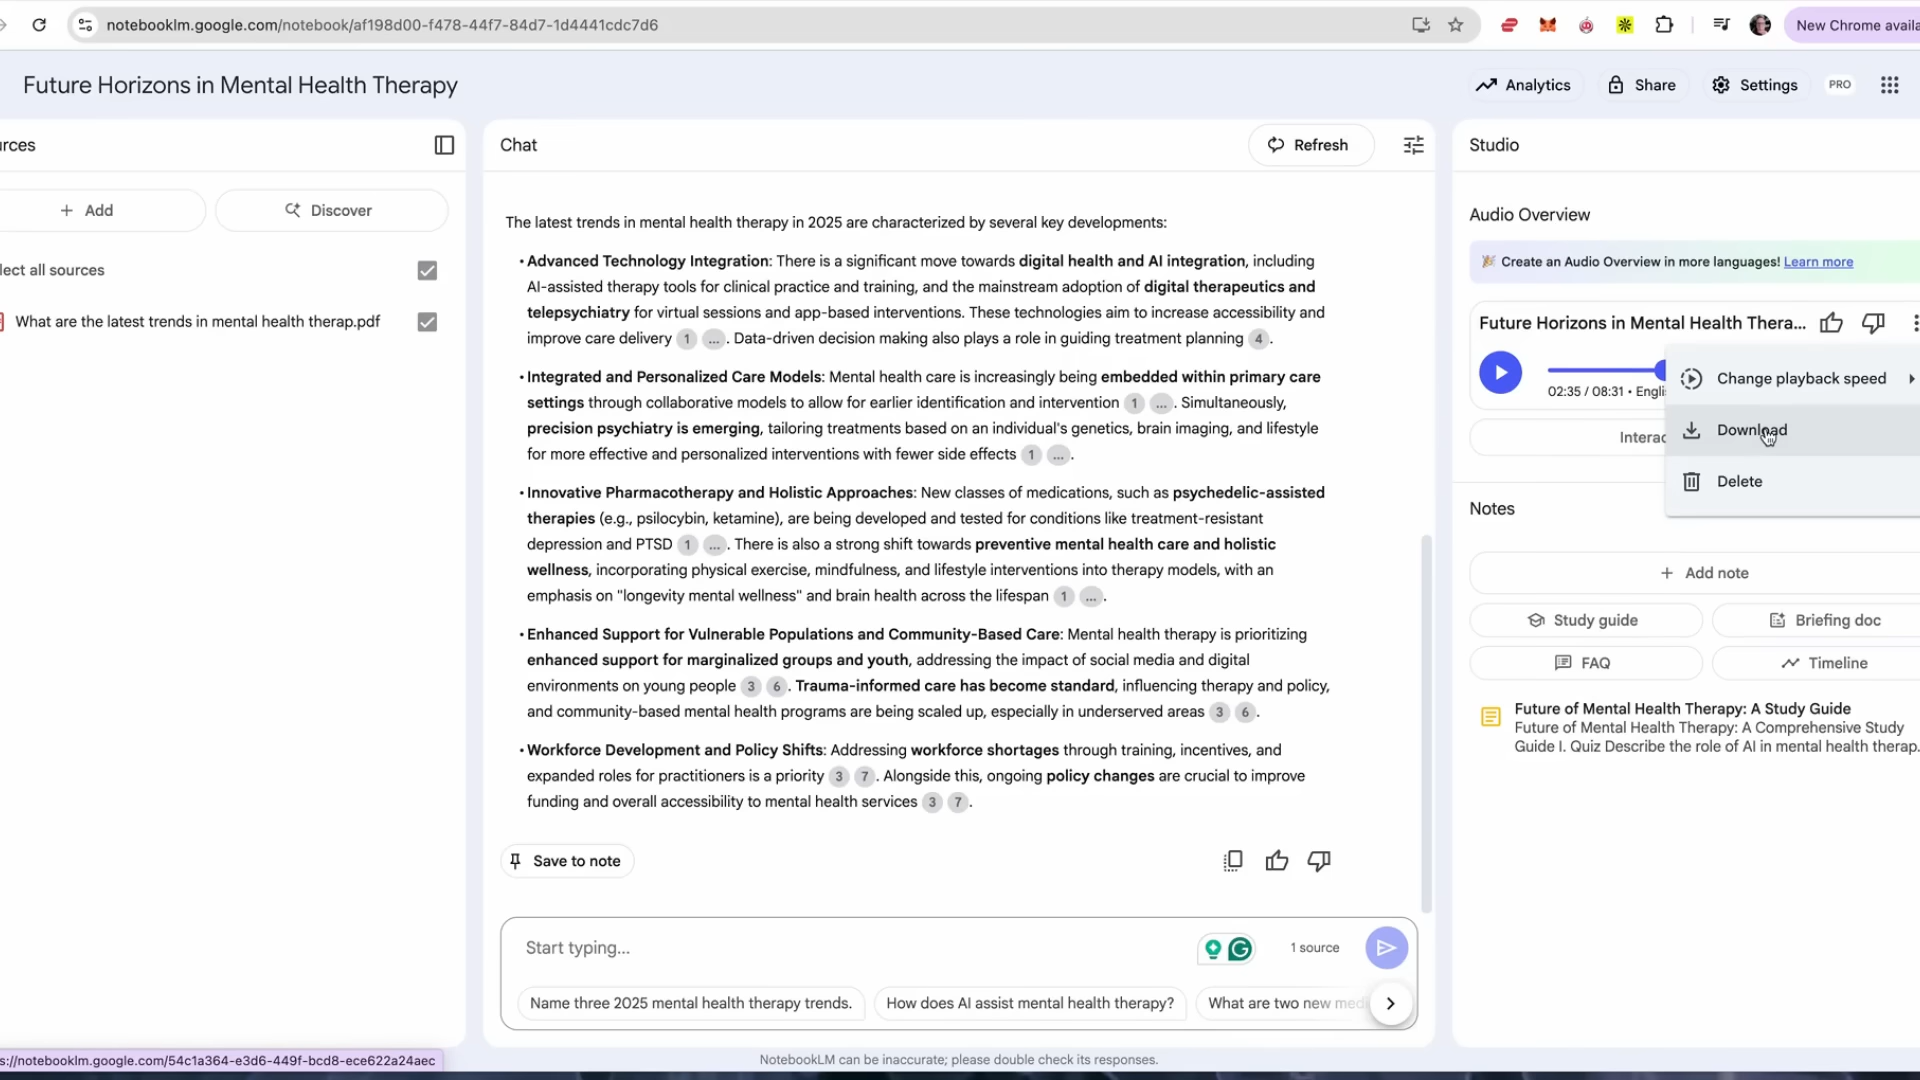 notebooklm.google.com/notebook/af198d00-f478-44f7-84d7-1d4441cdc7d6
New Chrome availa
Future Horizons in Mental Health Therapy
Analytics
Share
Settings
PRO
urces
+ Add
Discover
lect all sources
What are the latest trends in mental health therap.pdf
Chat
Refresh
The latest trends in mental health therapy in 2025 are characterized by several key developments:
• Advanced Technology Integration: There is a significant move towards digital health and AI integration, including
AI-assisted therapy tools for clinical practice and training, and the mainstream adoption of digital therapeutics and
telepsychiatry for virtual sessions and app-based interventions. These technologies aim to increase accessibility and
improve care delivery 1 ... . Data-driven decision making also plays a role in guiding treatment planning 4 .
• Integrated and Personalized Care Models: Mental health care is increasingly being embedded within primary care
settings through collaborative models to allow for earlier identification and intervention 1 ... . Simultaneously,
precision psychiatry is emerging, tailoring treatments based on an individual's genetics, brain imaging, and lifestyle
for more effective and personalized interventions with fewer side effects 1 ... .
• Innovative Pharmacotherapy and Holistic Approaches: New classes of medications, such as psychedelic-assisted
therapies (e.g., psilocybin, ketamine), are being developed and tested for conditions like treatment-resistant
depression and PTSD 1 ... . There is also a strong shift towards preventive mental health care and holistic
wellness, incorporating physical exercise, mindfulness, and lifestyle interventions into therapy models, with an
emphasis on "longevity mental wellness" and brain health across the lifespan 1 ... .
• Enhanced Support for Vulnerable Populations and Community-Based Care: Mental health therapy is prioritizing
enhanced support for marginalized groups and youth, addressing the impact of social media and digital
environments on young people 3 6 . Trauma-informed care has become standard, influencing therapy and policy,
and community-based mental health programs are being scaled up, especially in underserved areas 3 6 .
• Workforce Development and Policy Shifts: Addressing workforce shortages through training, incentives, and
expanded roles for practitioners is a priority 3 7 . Alongside this, ongoing policy changes are crucial to improve
funding and overall accessibility to mental health services 3 7 .
Save to note
Start typing...
1 source
Name three 2025 mental health therapy trends.
How does AI assist mental health therapy?
What are two new med
NotebookLM can be inaccurate; please double check its responses.
Studio
Audio Overview
Create an Audio Overview in more languages! Learn more
Future Horizons in Mental Health Thera...
02:35 / 08:31 • Engli
Interac
Change playback speed
Download
Delete
Notes
+ Add note
Study guide
Briefing doc
FAQ
Timeline
Future of Mental Health Therapy: A Study Guide
Future of Mental Health Therapy: A Comprehensive Study
Guide I. Quiz Describe the role of AI in mental health therap.
s://notebooklm.google.com/54c1a364-e3d6-449f-bcd8-ece622a24aec